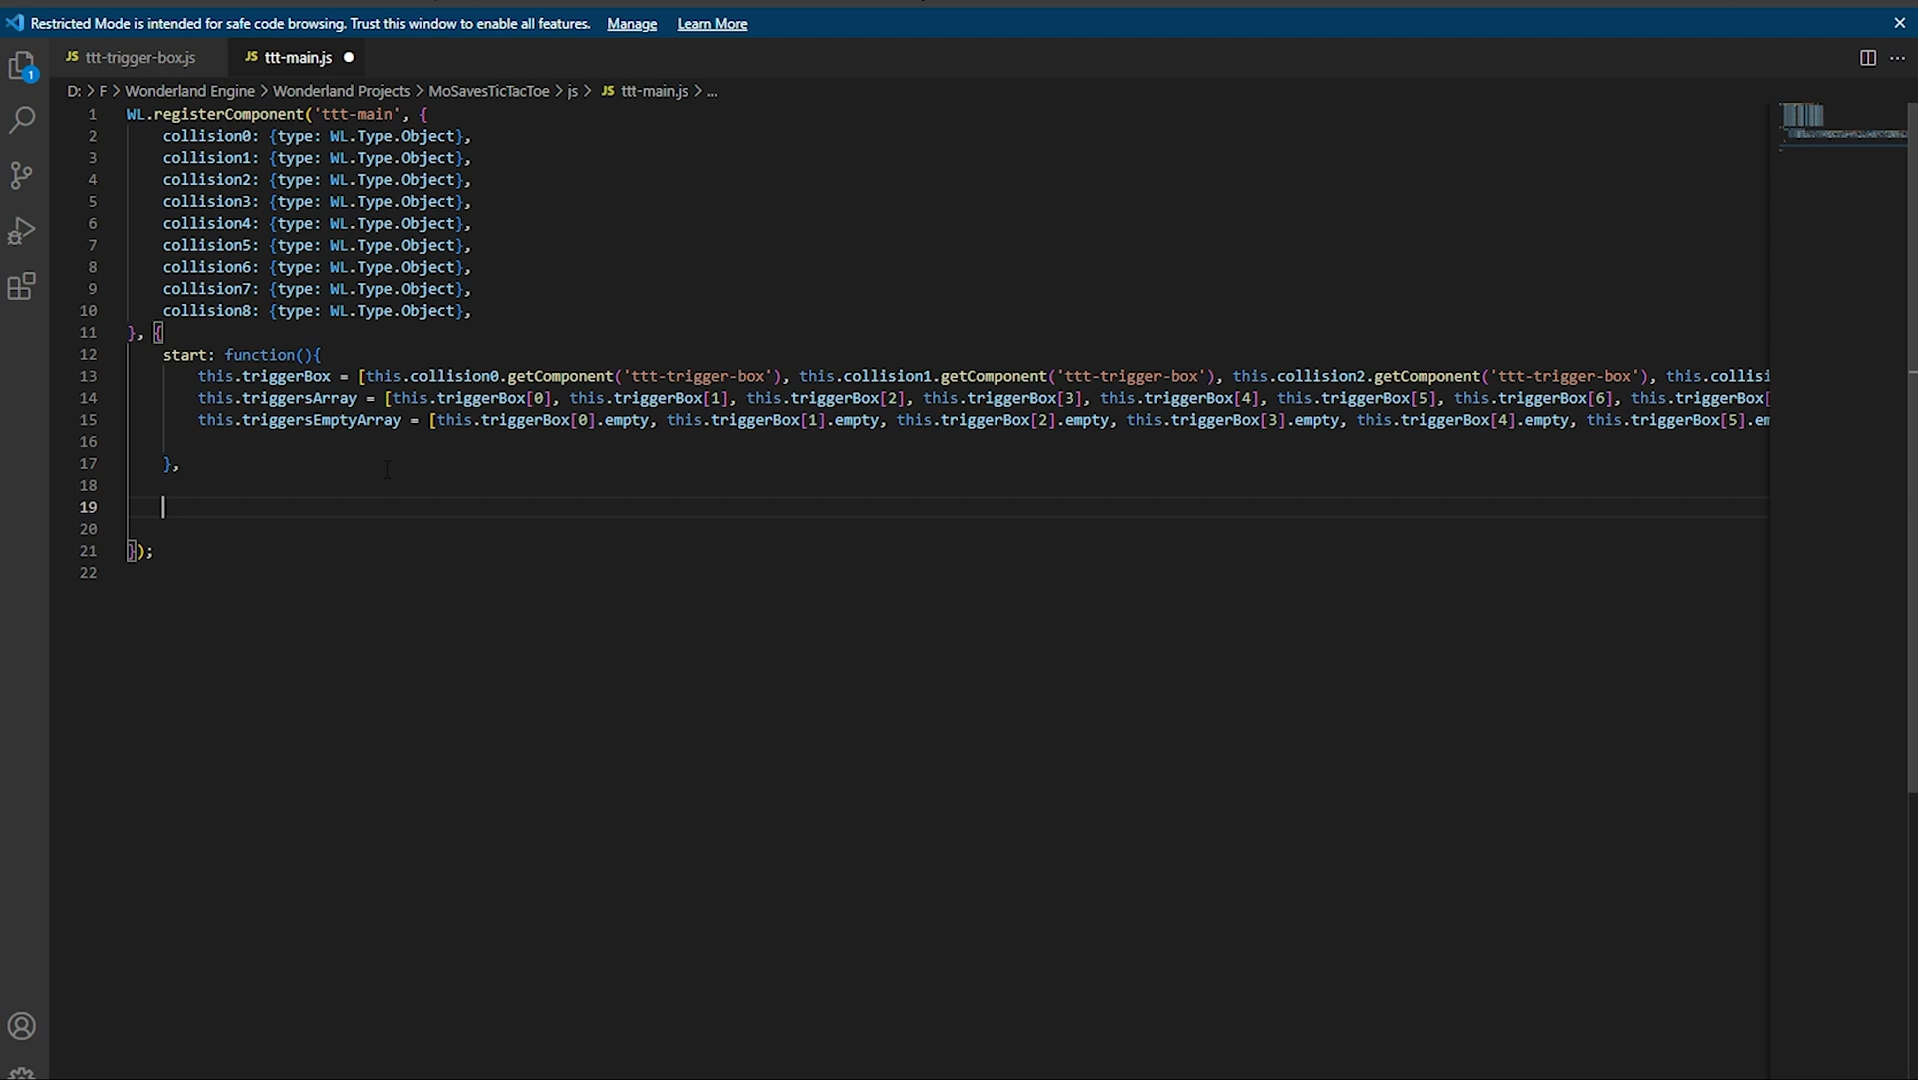 Restricted Mode is intended for safe code browsing. Trust this window to enable all features. Manage Learn More
JS ttt-trigger-box.js JS ttt-main.js
1
D: > F > Wonderland Engine > Wonderland Projects > MoSavesTicTacToe > js > JS ttt-main.js > ...
1 WL.registerComponent('ttt-main', {
2 collision0: {type: WL.Type.Object},
3 collision1: {type: WL.Type.Object},
4 collision2: {type: WL.Type.Object},
5 collision3: {type: WL.Type.Object},
6 collision4: {type: WL.Type.Object},
7 collision5: {type: WL.Type.Object},
8 collision6: {type: WL.Type.Object},
9 collision7: {type: WL.Type.Object},
10 collision8: {type: WL.Type.Object},
11 }, {
12 start: function(){
13 this.triggerBox = [this.collision0.getComponent('ttt-trigger-box'), this.collision1.getComponent('ttt-trigger-box'), this.collision2.getComponent('ttt-trigger-box'), this.collisi
14 this.triggersArray = [this.triggerBox[0], this.triggerBox[1], this.triggerBox[2], this.triggerBox[3], this.triggerBox[4], this.triggerBox[5], this.triggerBox[6], this.triggerBox[
15 this.triggersEmptyArray = [this.triggerBox[0].empty, this.triggerBox[1].empty, this.triggerBox[2].empty, this.triggerBox[3].empty, this.triggerBox[4].empty, this.triggerBox[5].em
16
17 },
18
19
20
21 });
22